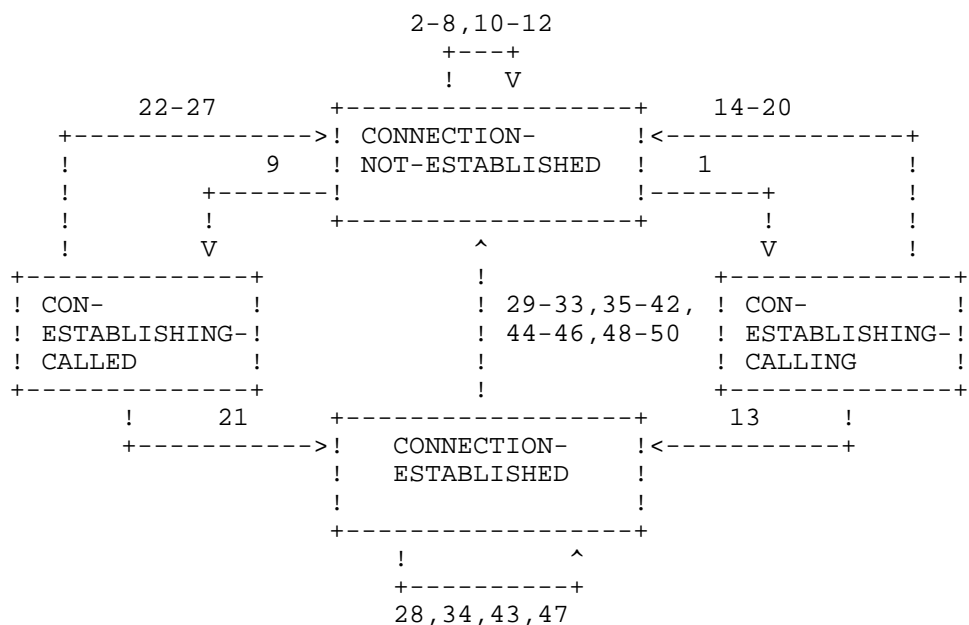 2-8,10-12
+---+
!   V
22-27        +------------------+    14-20
+--------------->! CONNECTION-      !<---------------+
!            9   ! NOT-ESTABLISHED  !   1            !
!        +-------!                  !-------+        !
!        !       +------------------+       !        !
!        V                ^                 V        !
+--------------+               !               +--------------+
! CON-         !               ! 29-33,35-42,  ! CON-         !
! ESTABLISHING-!               ! 44-46,48-50   ! ESTABLISHING-!
! CALLED       !               !               ! CALLING      !
+--------------+               !               +--------------+
!     21     +------------------+     13      !
+----------->!   CONNECTION-    !<-----------+
!   ESTABLISHED    !
!                  !
+------------------+
!          ^
+----------+
28,34,43,47